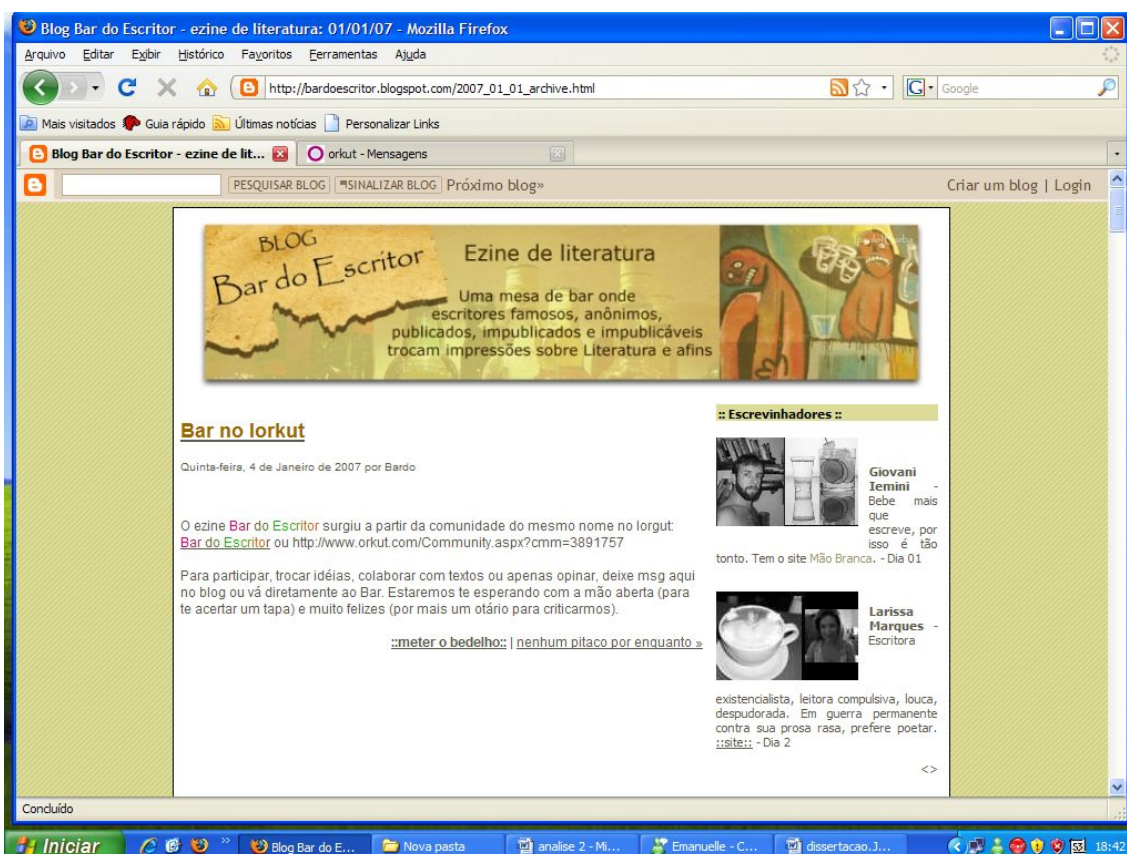 Blog Bar do Escritor - ezine de literatura: 01/01/07 - Mozilla Firefox
Arquivo Editar Exibir Histórico Favoritos Ferramentas Ajuda
http://bardoescritor.blogspot.com/2007_01_01_archive.html
G Google
Mais visitados Guia rápido Últimas notícias Personalizar Links
Blog Bar do Escritor - ezine de lit... orkut - Mensagens
PESQUISAR BLOG SINALIZAR BLOG Próximo blog» Criar um blog | Login
BLOG
Bar do Escritor
Ezine de literatura
Uma mesa de bar onde
escritores famosos, anônimos,
publicados, impublicados e impublicáveis
trocam impressões sobre Literatura e afins
Bar no Iorkut
Quinta-feira, 4 de Janeiro de 2007 por Bardo
O ezine Bar do Escritor surgiu a partir da comunidade do mesmo nome no Iorgut:
Bar do Escritor ou http://www.orkut.com/Community.aspx?cmm=3891757
Para participar, trocar idéias, colaborar com textos ou apenas opinar, deixe msg aqui
no blog ou vá diretamente ao Bar. Estaremos te esperando com a mão aberta (para
te acertar um tapa) e muito felizes (por mais um otário para criticarmos).
::meter o bedelho:: | nenhum pitaco por enquanto »
:: Escrevinhadores ::
Giovani
Iemini -
Bebe mais
que
escreve, por
isso é tão
tonto. Tem o site Mão Branca. - Dia 01
Larissa
Marques -
Escritora
existencialista, leitora compulsiva, louca,
despudorada. Em guerra permanente
contra sua prosa rasa, prefere poetar.
::site:: - Dia 2
<>
Concluído
Iniciar Blog Bar do E... Nova pasta analise 2 - Mi... Emanuelle - C... dissertacao.J... 18:42